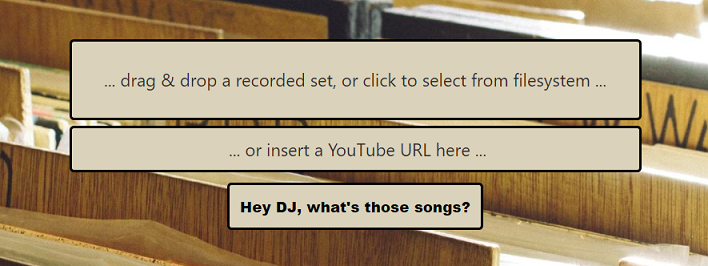 ... drag & drop a recorded set, or click to select from filesystem ...
... or insert a YouTube URL here ...
Hey DJ, what's those songs?